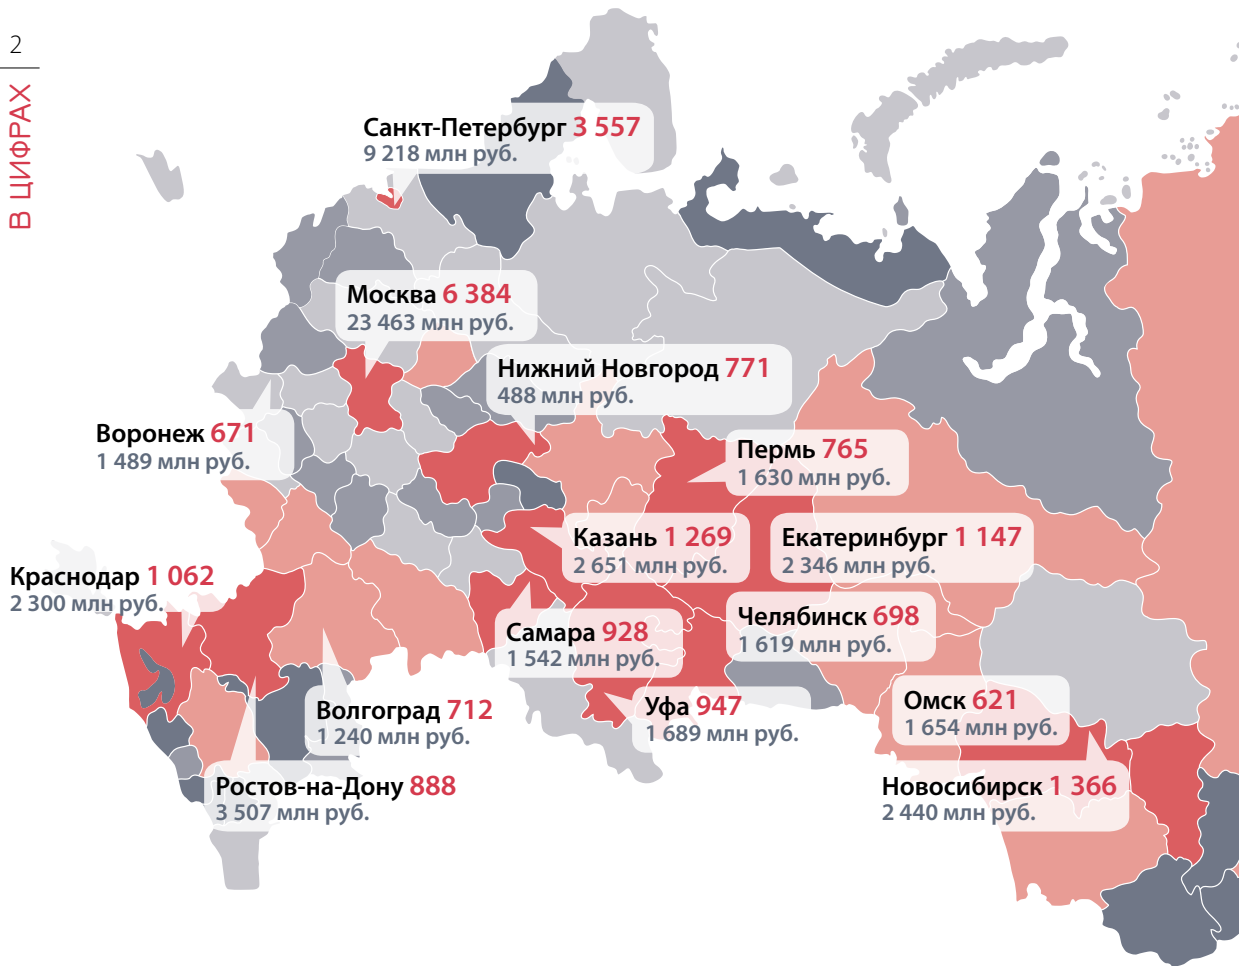 2
В ЦИФРАХ
Санкт-Петербург 3 557
9 218 млн руб.
Москва 6 384
23 463 млн руб.
Нижний Новгород 771
488 млн руб.
Воронеж 671
1 489 млн руб.
Пермь 765
1 630 млн руб.
Казань 1 269
2 651 млн руб.
Екатеринбург 1 147
2 346 млн руб.
Краснодар 1 062
2 300 млн руб.
Самара 928
1 542 млн руб.
Челябинск 698
1 619 млн руб.
Волгоград 712
1 240 млн руб.
Уфа 947
1 689 млн руб.
Омск 621
1 654 млн руб.
Ростов-на-Дону 888
3 507 млн руб.
Новосибирск 1 366
2 440 млн руб.